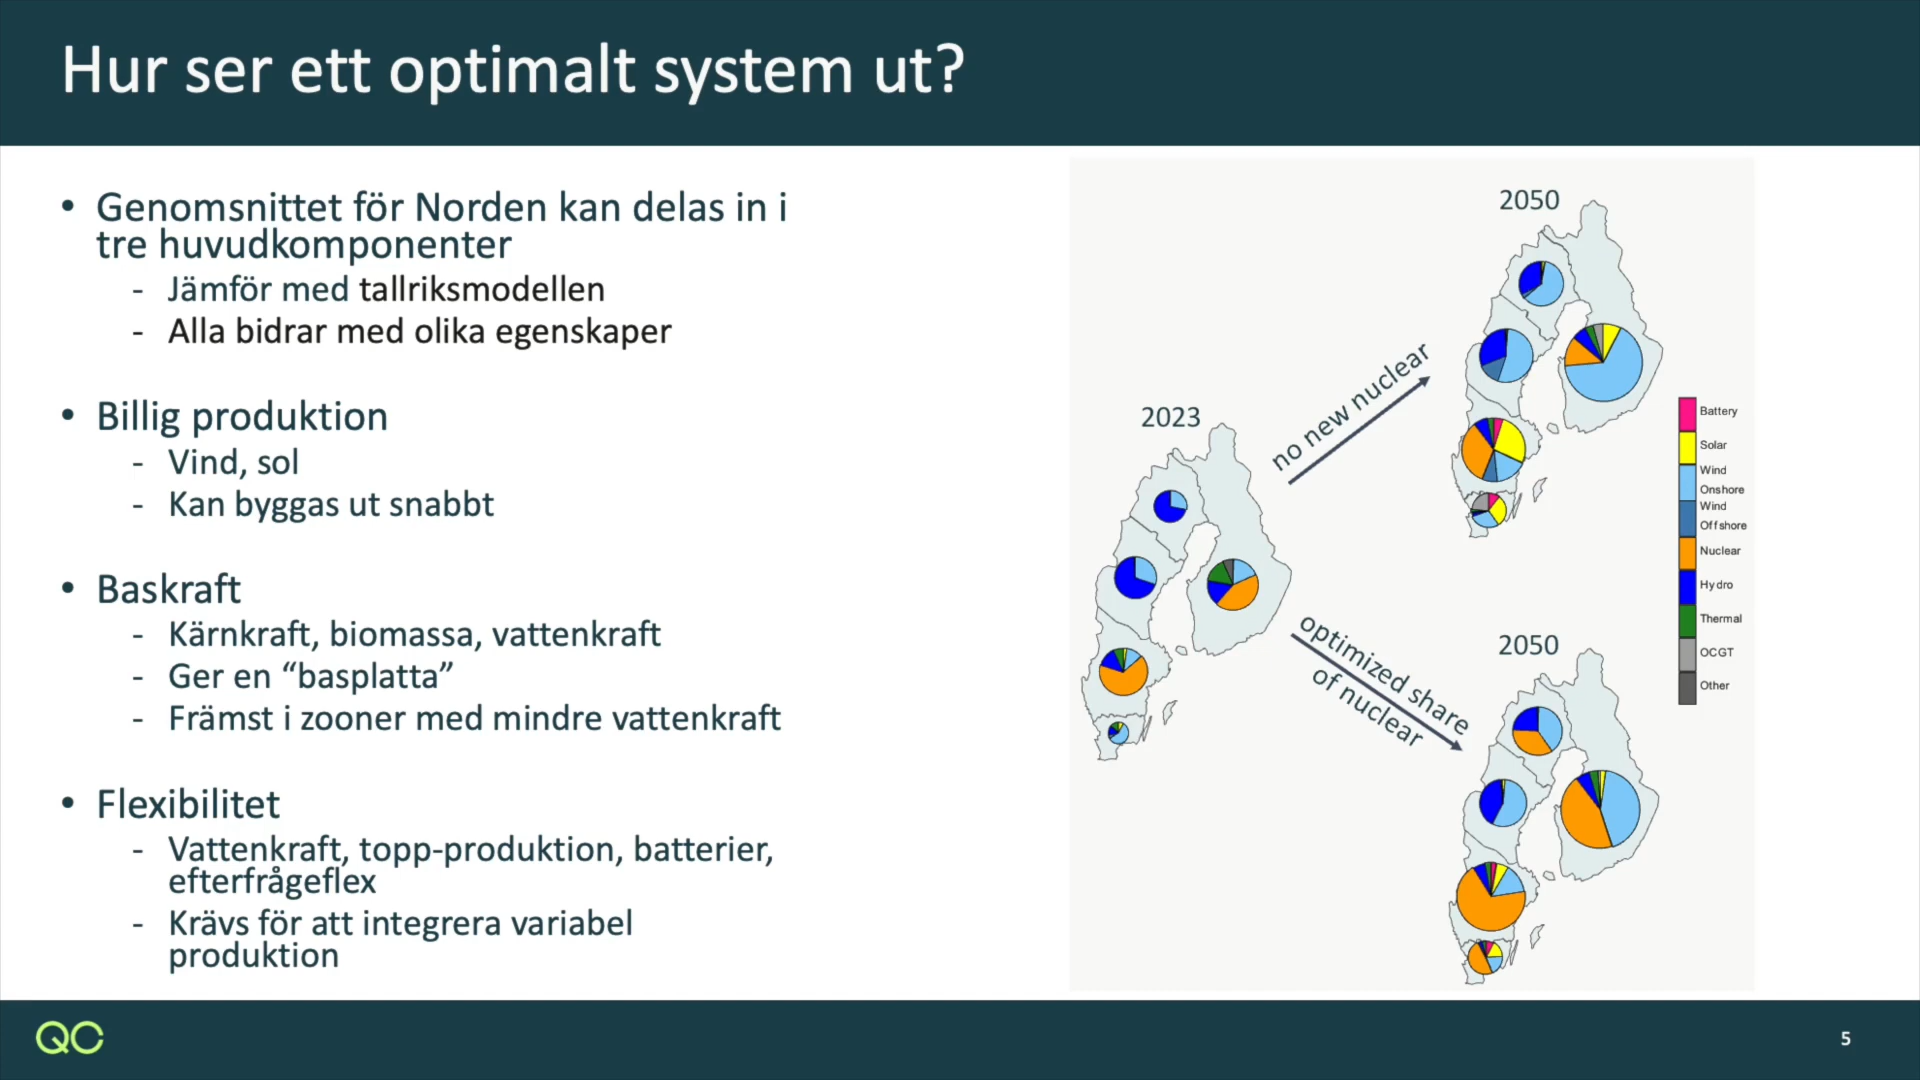 Hur ser ett optimalt system ut?
• Genomsnittet för Norden kan delas in i
tre huvudkomponenter
- Jämför med tallriksmodellen
- Alla bidrar med olika egenskaper
• Billig produktion
- Vind, sol
- Kan byggas ut snabbt
• Baskraft
- Kärnkraft, biomassa, vattenkraft
- Ger en “basplatta”
- Främst i zooner med mindre vattenkraft
• Flexibilitet
- Vattenkraft, topp-produktion, batterier,
efterfrågeflex
- Krävs för att integrera variabel
produktion
2023
no new nuclear
2050
optimized share
of nuclear
2050
Battery
Solar
Wind
Onshore
Wind
Offshore
Nuclear
Hydro
Thermal
OCGT
Other
QC
5